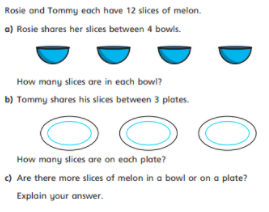 Rosie and Tommy each have 12 slices of melon.
a) Rosie shares her slices between 4 bowls.
How many slices are in each bowl?
b) Tommy shares his slices between 3 plates.
How many slices are on each plate?
c) Are there more slices of melon in a bowl or on a plate?
Explain your answer.